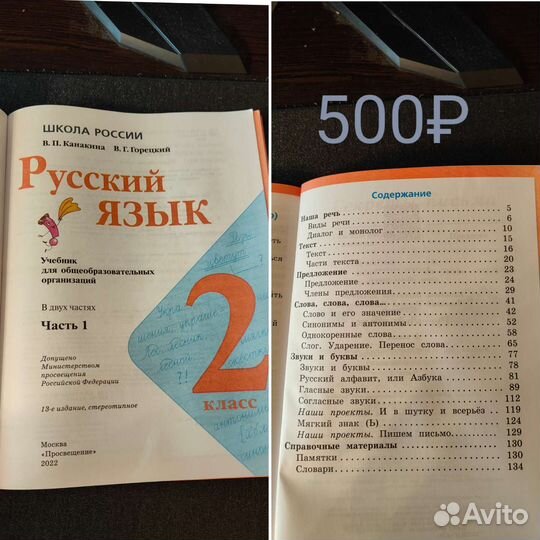 ШКОЛА РОССИИ
В. П. Канакина В. Г. Горецкий
Русский
ЯЗЫК
Учебник
для общеобразовательных
организаций
В двух частях
Часть 1
Допущено
Министерством
просвещения
Российской Федерации
13-е издание, стереотипное
Москва
«Просвещение»
2022
2
класс
500₽
Содержание
Наша речь 5
Виды речи 6
Диалог и монолог 10
Текст 15
Текст 16
Части текста 20
Предложение 23
Предложение 24
Члены предложения 29
Слова, слова, слова... 41
Слово и его значение 42
Синонимы и антонимы 52
Однокоренные слова 58
Слог. Ударение. Перенос слова 65
Звуки и буквы 77
Звуки и буквы 78
Русский алфавит, или Азбука 81
Гласные звуки 89
Согласные звуки 112
Наши проекты. И в шутку и всерьёз 119
Мягкий знак (Ь) 124
Наши проекты. Пишем письмо 129
Справочные материалы 130
Памятки 130
Словари 134
Avito